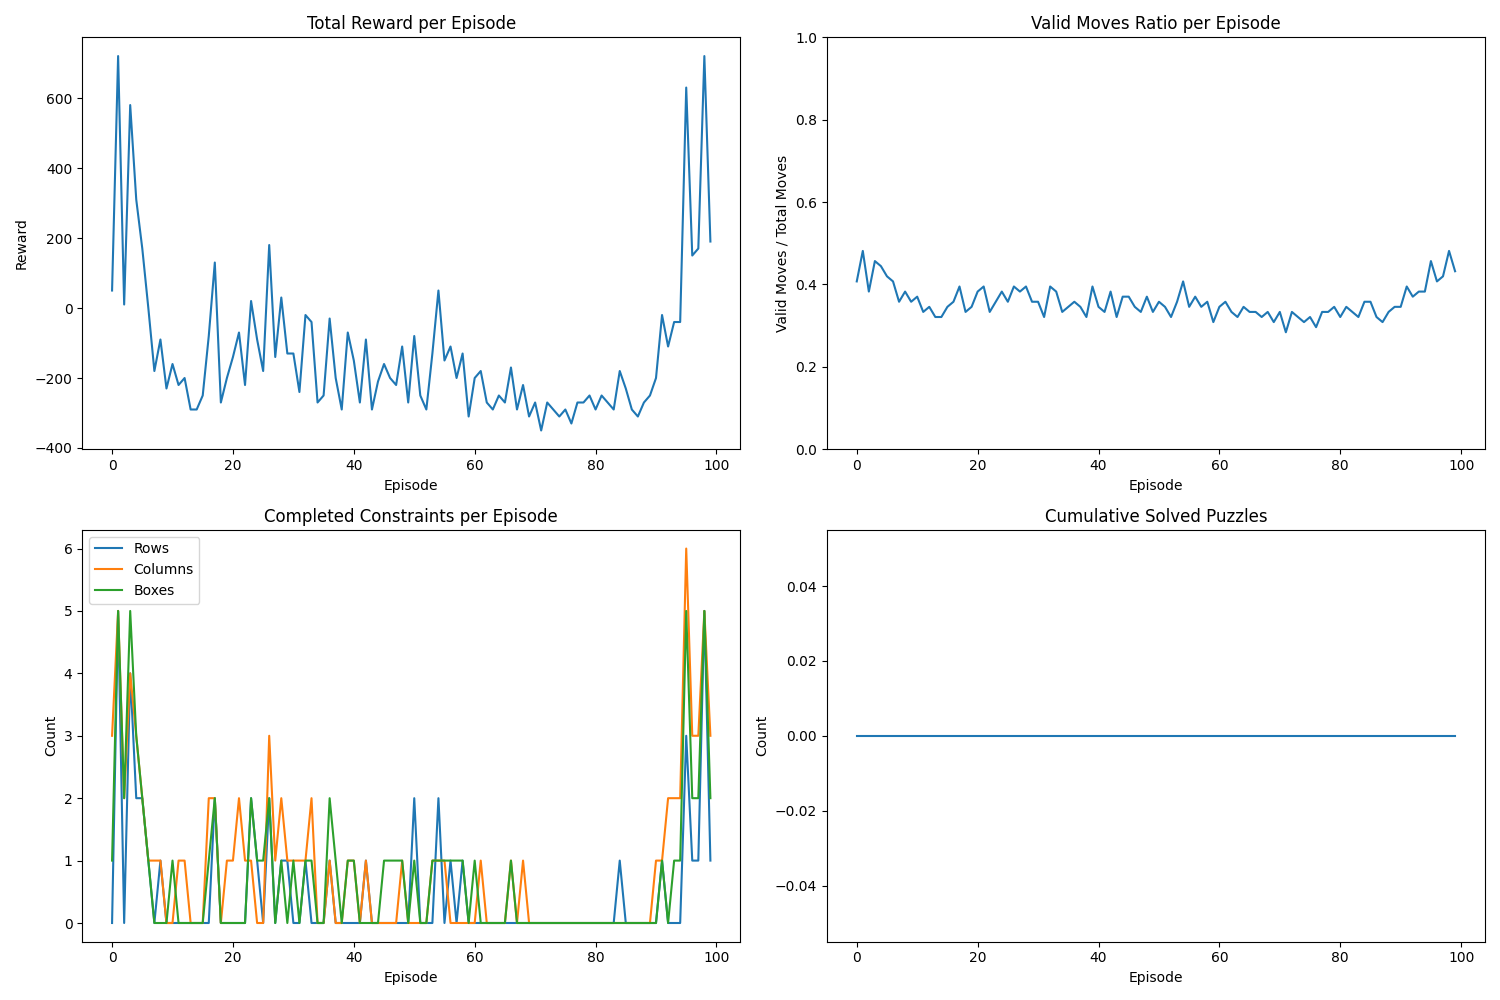 Total Reward per Episode
Reward
600
400
200
0
−200
−400
0 20 40 60 80 100
Episode
Valid Moves Ratio per Episode
Valid Moves / Total Moves
1.0
0.8
0.6
0.4
0.2
0.0
0 20 40 60 80 100
Episode
Completed Constraints per Episode
Rows
Columns
Boxes
Count
6
5
4
3
2
1
0
0 20 40 60 80 100
Episode
Cumulative Solved Puzzles
Count
0.04
0.02
0.00
−0.02
−0.04
0 20 40 60 80 100
Episode